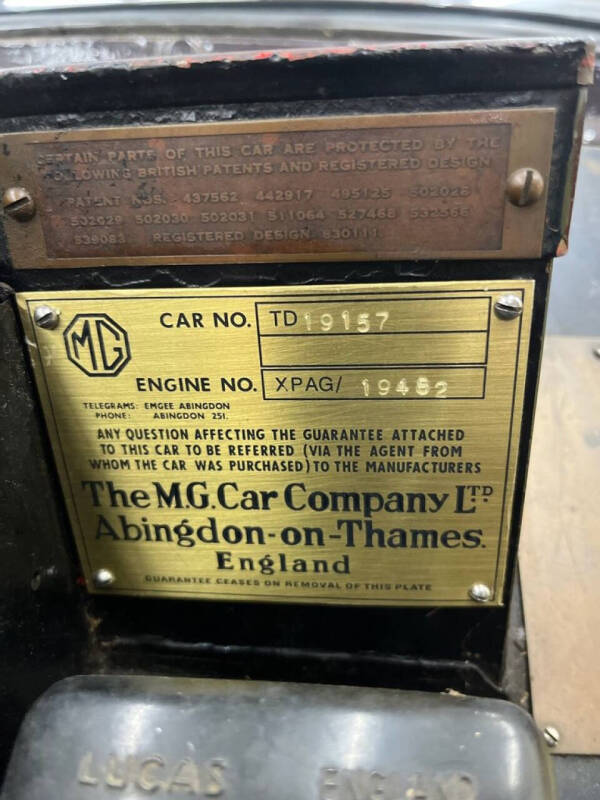 CERTAIN PARTS OF THIS CAR ARE PROTECTED BY THE
FOLLOWING BRITISH PATENTS AND REGISTERED DESIGN
PATENT NOS. 437562 442917 495125 502028
502029 502030 502031 511064 527468 532566
539083 REGISTERED DESIGN 830111
MG
CAR NO. TD 19157
ENGINE NO. XPAG/ 19482
TELEGRAMS: EMGEE ABINGDON
PHONE: ABINGDON 251.
ANY QUESTION AFFECTING THE GUARANTEE ATTACHED
TO THIS CAR TO BE REFERRED (VIA THE AGENT FROM
WHOM THE CAR WAS PURCHASED) TO THE MANUFACTURERS
The M.G. Car Company LTD
Abingdon-on-Thames.
England
GUARANTEE CEASES ON REMOVAL OF THIS PLATE
LUCAS ENGLAND